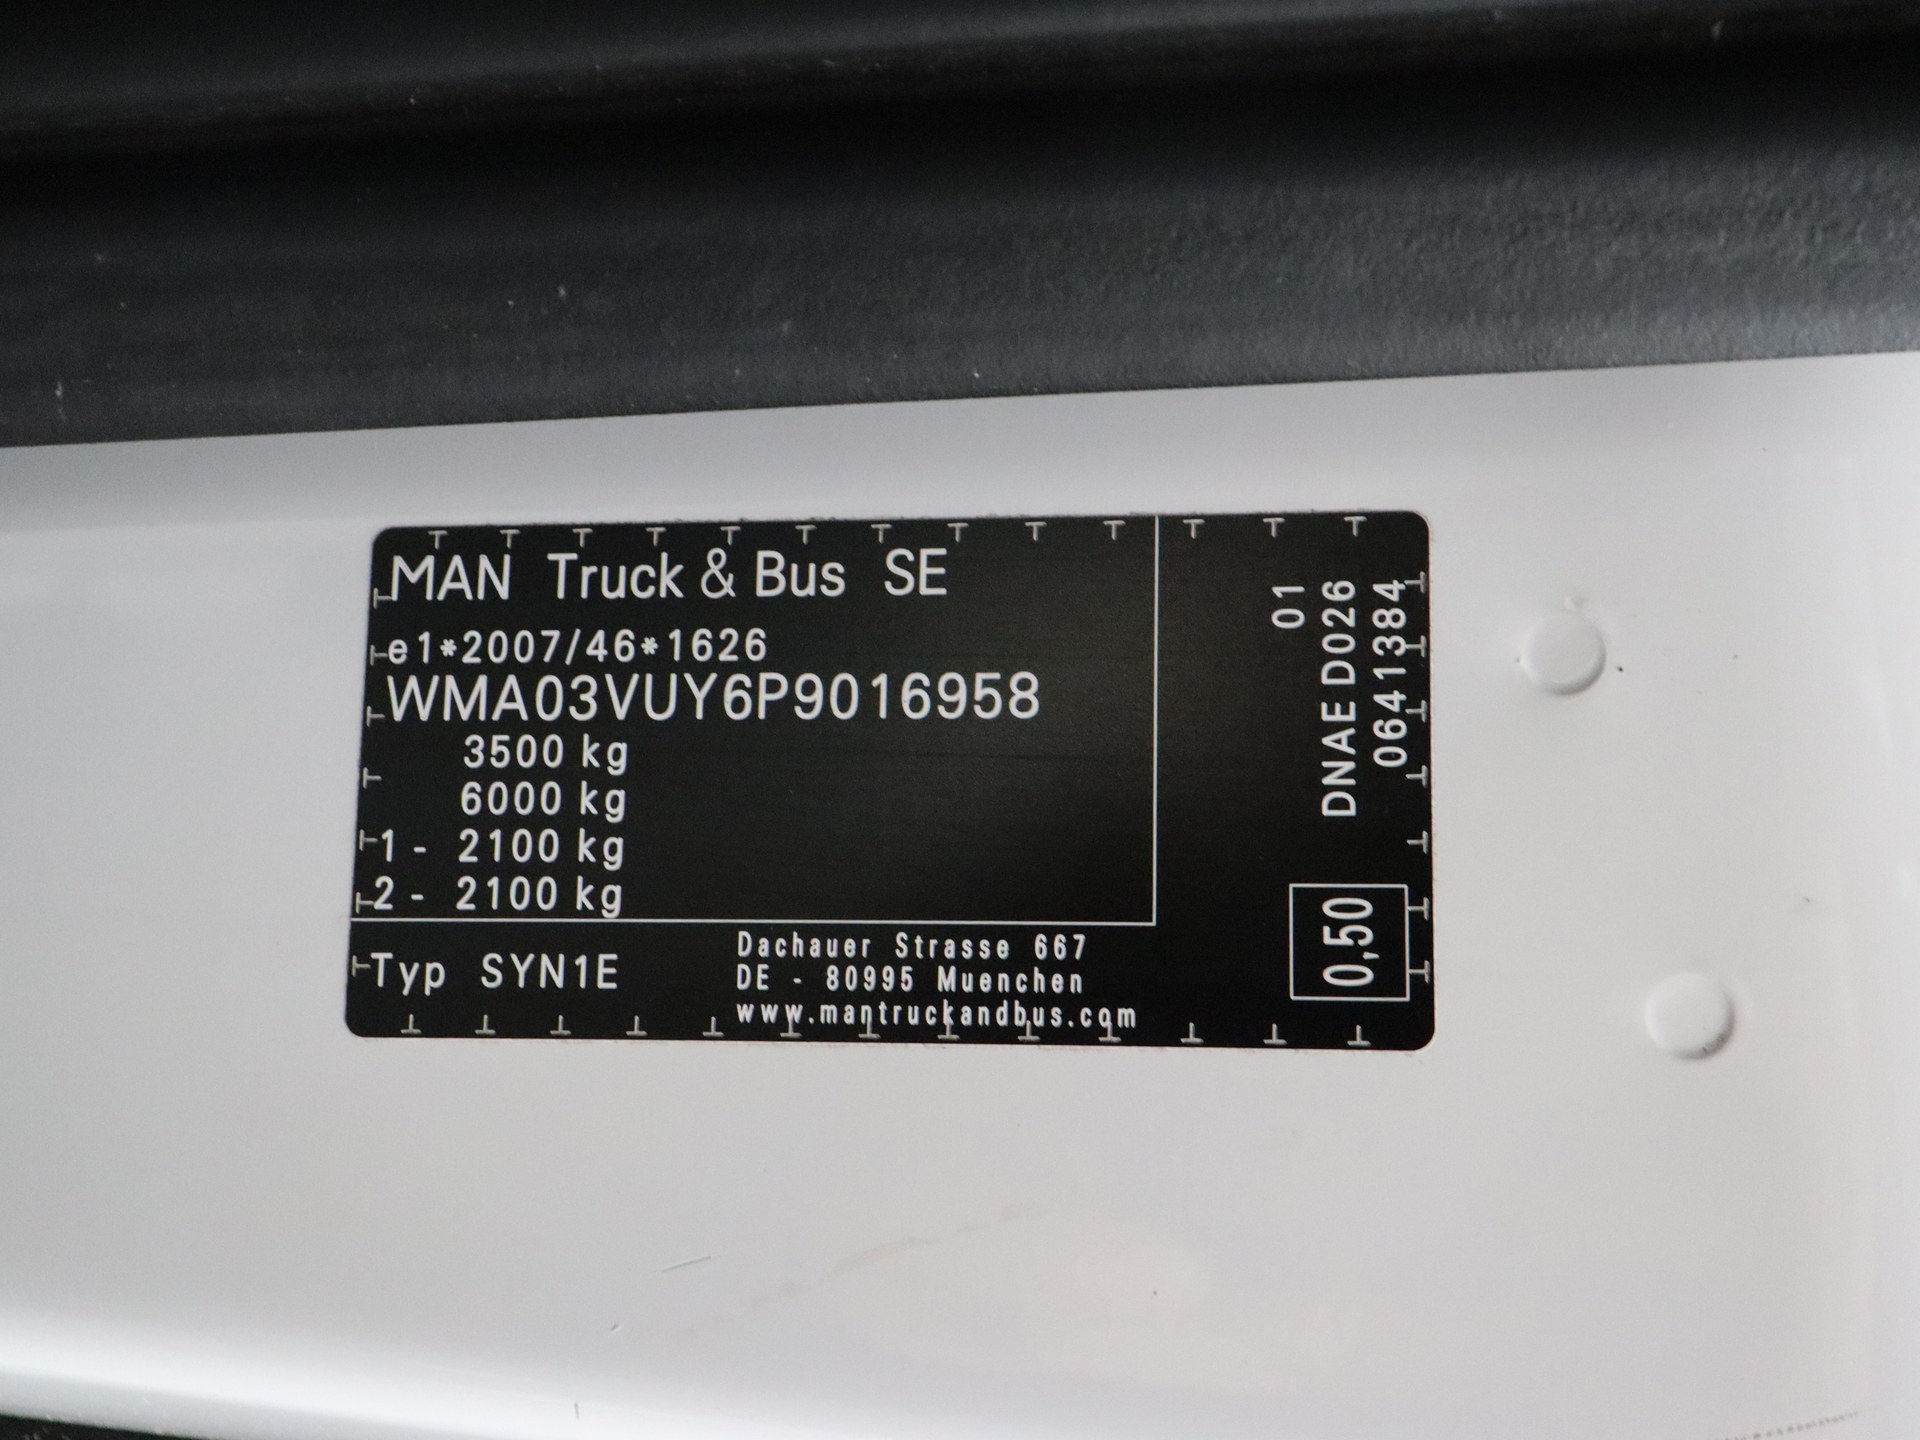 MAN Truck & Bus SE
e1*2007/46*1626
WMA03VUY6P9016958
3500 kg
6000 kg
1 - 2100 kg
2 - 2100 kg
Typ SYN1E
Dachauer Strasse 667
DE - 80995 Muenchen
www.mantruckandbus.com
01
DNAE D026
0641384
0,50